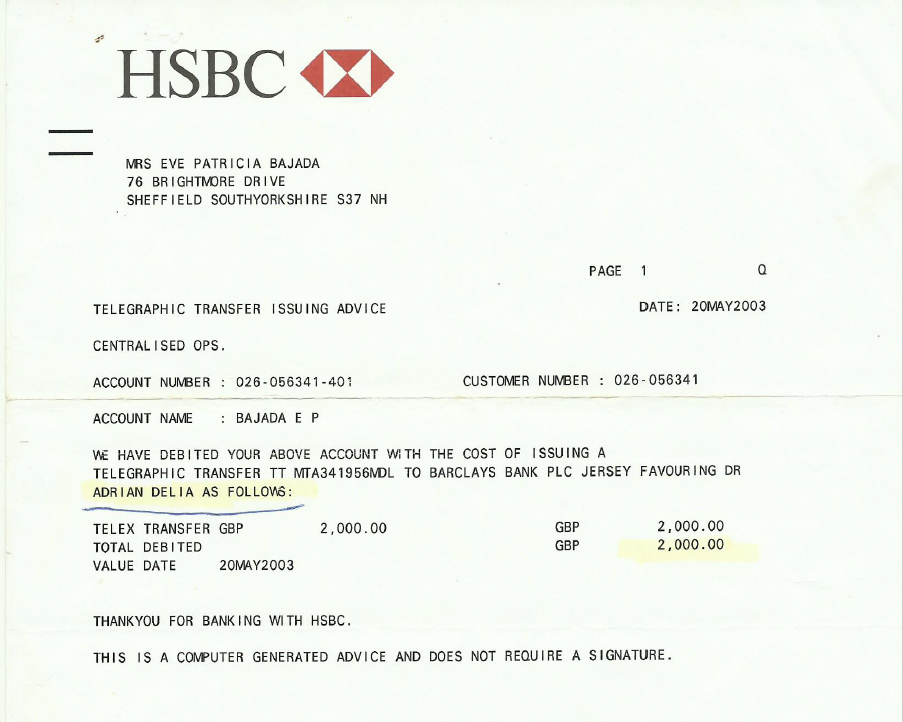 HSBC
MRS EVE PATRICIA BAJADA
76 BRIGHTMORE DRIVE
SHEFFIELD SOUTHYORKSHIRE S37 NH
PAGE 1 Q
TELEGRAPHIC TRANSFER ISSUING ADVICE DATE: 20MAY2003
CENTRALISED OPS.
ACCOUNT NUMBER : 026-056341-401 CUSTOMER NUMBER : 026-056341
ACCOUNT NAME : BAJADA E P
WE HAVE DEBITED YOUR ABOVE ACCOUNT WITH THE COST OF ISSUING A
TELEGRAPHIC TRANSFER TT MTA341956MDL TO BARCLAYS BANK PLC JERSEY FAVOURING DR
ADRIAN DELIA AS FOLLOWS:
TELEX TRANSFER GBP 2,000.00 GBP 2,000.00
TOTAL DEBITED GBP 2,000.00
VALUE DATE 20MAY2003
THANKYOU FOR BANKING WITH HSBC.
THIS IS A COMPUTER GENERATED ADVICE AND DOES NOT REQUIRE A SIGNATURE.